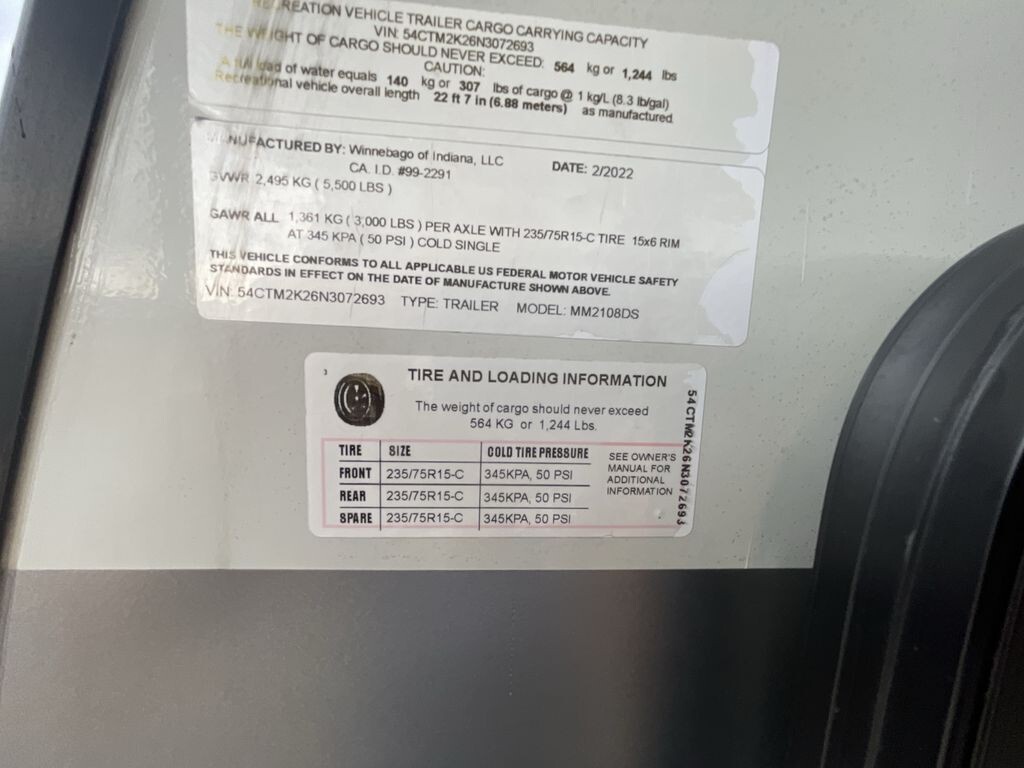 RECREATION VEHICLE TRAILER CARGO CARRYING CAPACITY
VIN: 54CTM2K26N3072693
THE WEIGHT OF CARGO SHOULD NEVER EXCEED: 564 kg or 1,244 lbs
CAUTION:
A full load of water equals 140 kg or 307 lbs of cargo @ 1 kg/L (8.3 lb/gal)
Recreational vehicle overall length 22 ft 7 in (6.88 meters) as manufactured
MANUFACTURED BY: Winnebago of Indiana, LLC DATE: 2/2022
CA. I.D. #99-2291
GVWR 2,495 KG ( 5,500 LBS )
GAWR ALL 1,361 KG ( 3,000 LBS ) PER AXLE WITH 235/75R15-C TIRE 15x6 RIM
AT 345 KPA ( 50 PSI ) COLD SINGLE
THIS VEHICLE CONFORMS TO ALL APPLICABLE US FEDERAL MOTOR VEHICLE SAFETY
STANDARDS IN EFFECT ON THE DATE OF MANUFACTURE SHOWN ABOVE.
VIN: 54CTM2K26N3072693 TYPE: TRAILER MODEL: MM2108DS
3
TIRE AND LOADING INFORMATION
The weight of cargo should never exceed
564 KG or 1,244 Lbs.
TIRE SIZE COLD TIRE PRESSURE
FRONT 235/75R15-C 345KPA, 50 PSI
REAR 235/75R15-C 345KPA, 50 PSI
SPARE 235/75R15-C 345KPA, 50 PSI
SEE OWNER'S
MANUAL FOR
ADDITIONAL
INFORMATION
54CTM2K26N3072693